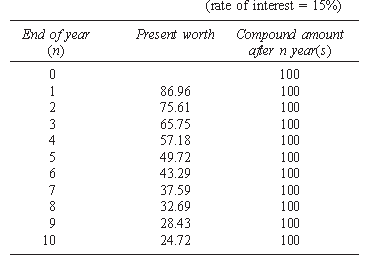 (rate of interest = 15%)
End of year Present worth Compound amount
(n) after n year(s)
0 100
1 86.96 100
2 75.61 100
3 65.75 100
4 57.18 100
5 49.72 100
6 43.29 100
7 37.59 100
8 32.69 100
9 28.43 100
10 24.72 100